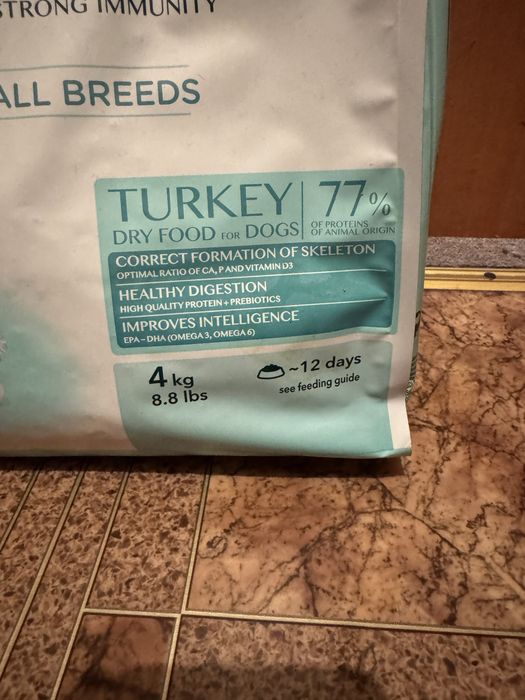 STRONG IMMUNITY
ALL BREEDS
TURKEY
DRY FOOD FOR DOGS
77%
OF PROTEINS
OF ANIMAL ORIGIN
CORRECT FORMATION OF SKELETON
OPTIMAL RATIO OF CA, P AND VITAMIN D3
HEALTHY DIGESTION
HIGH QUALITY PROTEIN + PREBIOTICS
IMPROVES INTELLIGENCE
EPA - DHA (OMEGA 3, OMEGA 6)
4 kg
8.8 lbs
~12 days
see feeding guide